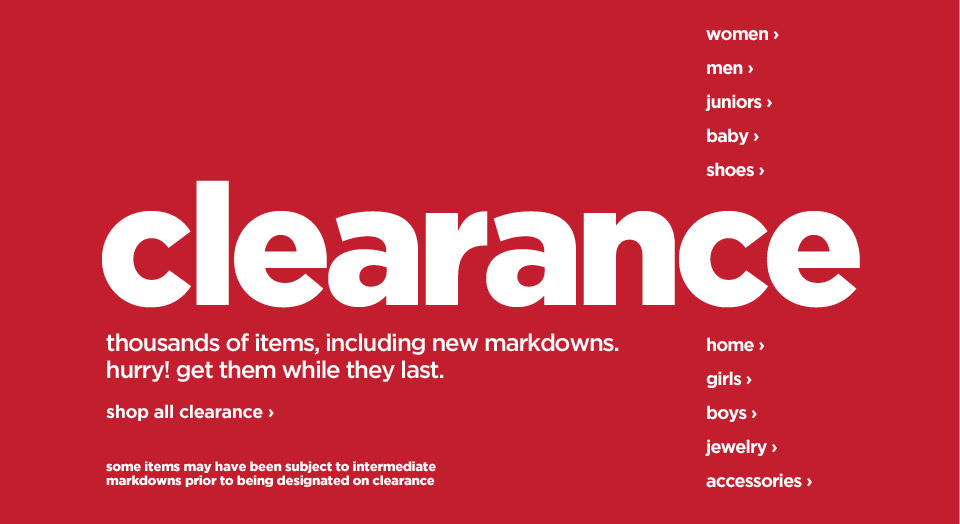 women ›
men ›
juniors ›
baby ›
shoes ›
clearance
thousands of items, including new markdowns.
hurry! get them while they last.
shop all clearance ›
some items may have been subject to intermediate
markdowns prior to being designated on clearance
home ›
girls ›
boys ›
jewelry ›
accessories ›